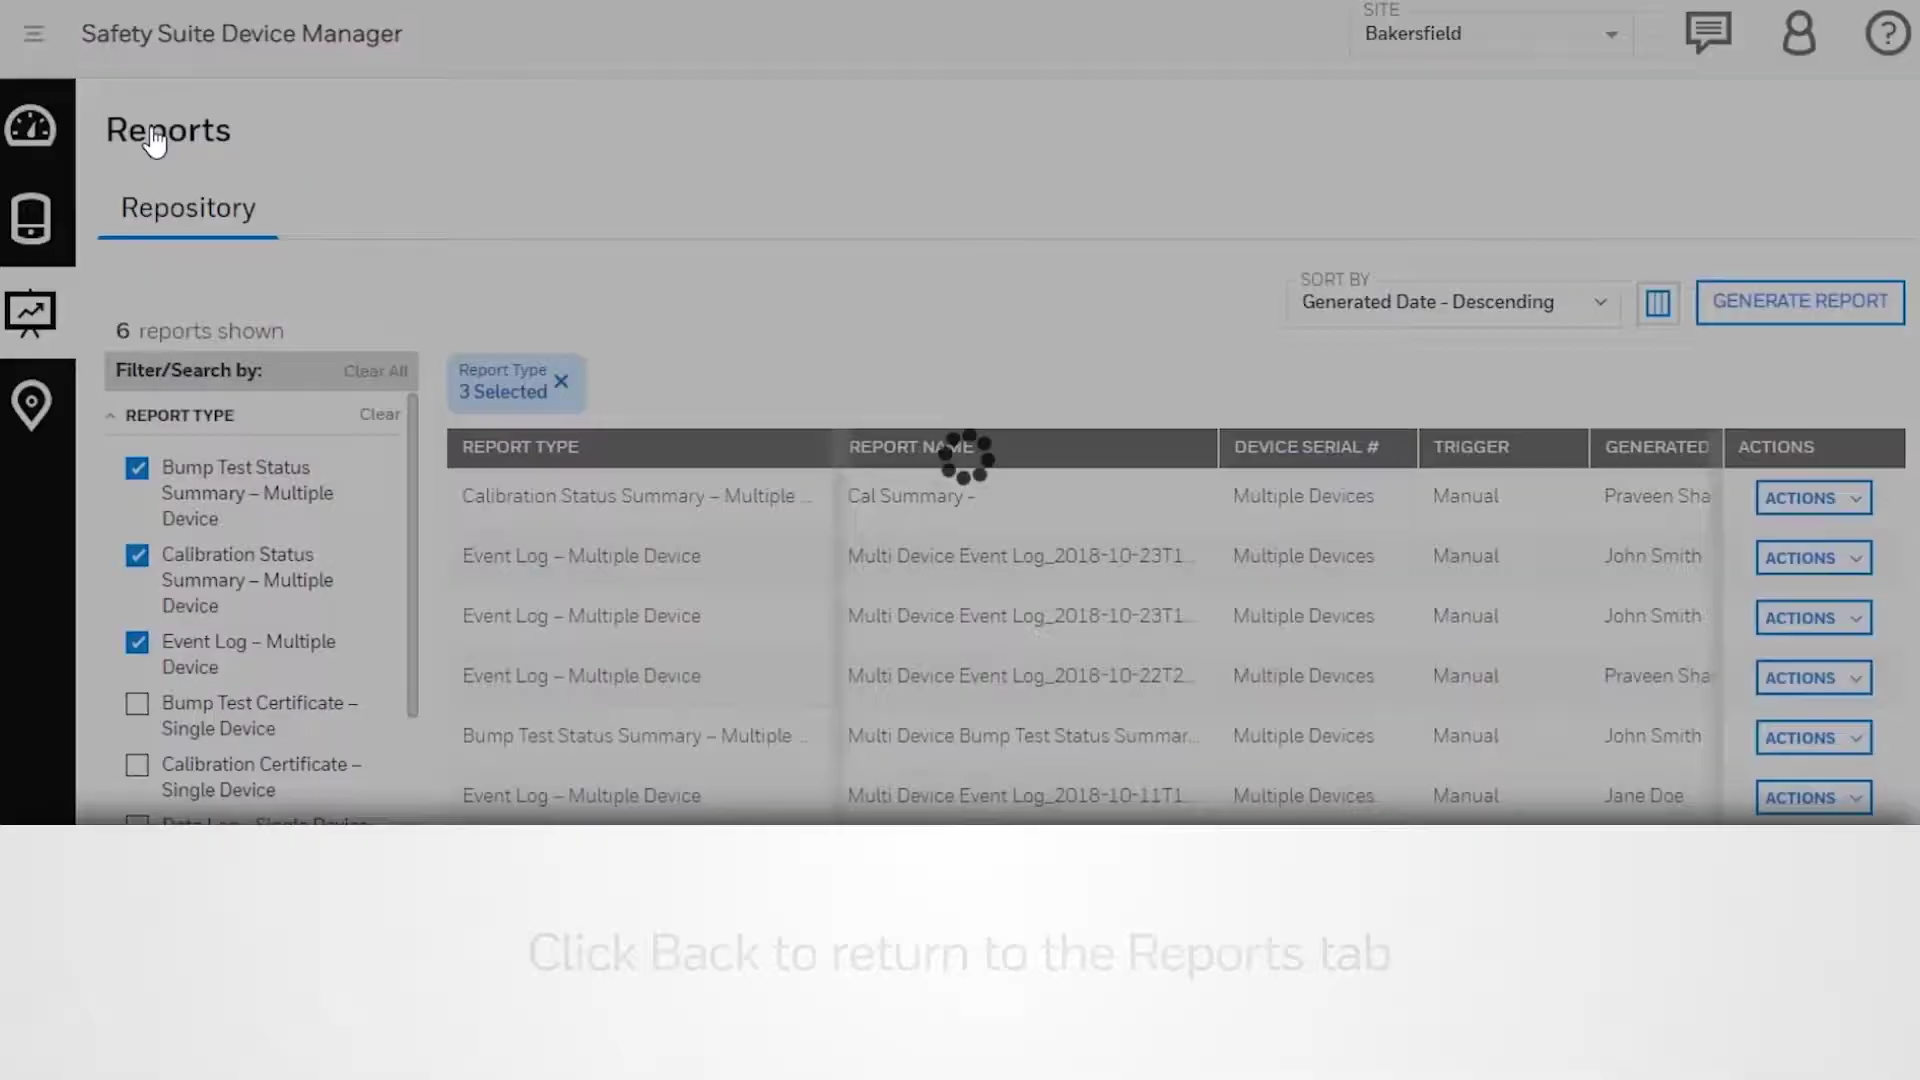 Safety Suite Device Manager
SITE
Bakersfield
Reports
Repository
SORT BY
Generated Date - Descending
GENERATE REPORT
6 reports shown
Filter/Search by:
Clear All
Report Type
3 Selected
REPORT TYPE
Clear
Bump Test Status
Summary – Multiple
Device
Calibration Status
Summary – Multiple
Device
Event Log – Multiple
Device
Bump Test Certificate –
Single Device
Calibration Certificate –
Single Device
Data Log - Single Device
REPORT TYPE REPORT NAME DEVICE SERIAL # TRIGGER GENERATED ACTIONS
Calibration Status Summary – Multiple ... Cal Summary - Multiple Devices Manual Praveen Sha ACTIONS
Event Log – Multiple Device Multi Device Event Log_2018-10-23T1... Multiple Devices Manual John Smith ACTIONS
Event Log – Multiple Device Multi Device Event Log_2018-10-23T1... Multiple Devices Manual John Smith ACTIONS
Event Log – Multiple Device Multi Device Event Log_2018-10-22T2... Multiple Devices Manual Praveen Sha ACTIONS
Bump Test Status Summary – Multiple ... Multi Device Bump Test Status Summar... Multiple Devices Manual John Smith ACTIONS
Event Log – Multiple Device Multi Device Event Log_2018-10-11T1... Multiple Devices Manual Jane Doe ACTIONS
Click Back to return to the Reports tab